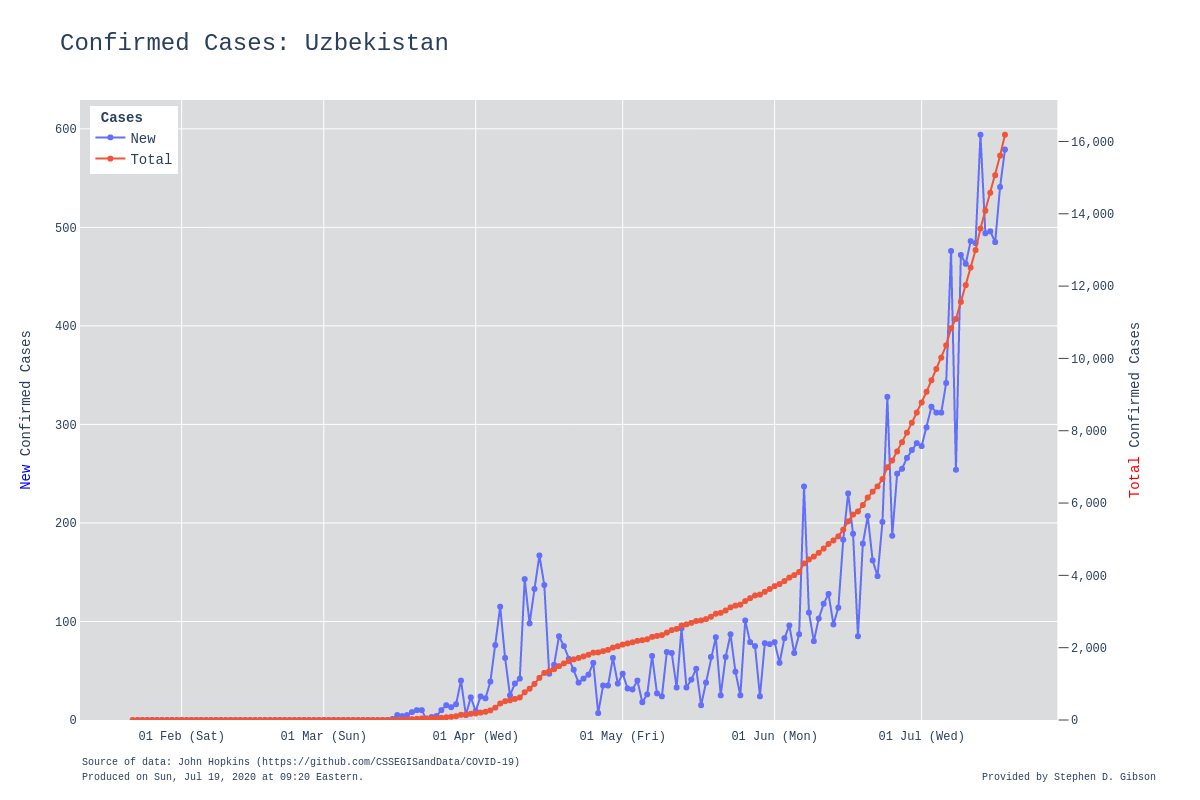 Confirmed Cases: Uzbekistan
Cases
New
Total
600
500
400
300
200
100
0
16,000
14,000
12,000
10,000
8,000
6,000
4,000
2,000
0
New Confirmed Cases
Total Confirmed Cases
01 Feb (Sat)
01 Mar (Sun)
01 Apr (Wed)
01 May (Fri)
01 Jun (Mon)
01 Jul (Wed)
Source of data: John Hopkins (https://github.com/CSSEGISandData/COVID-19)
Produced on Sun, Jul 19, 2020 at 09:20 Eastern.
Provided by Stephen D. Gibson